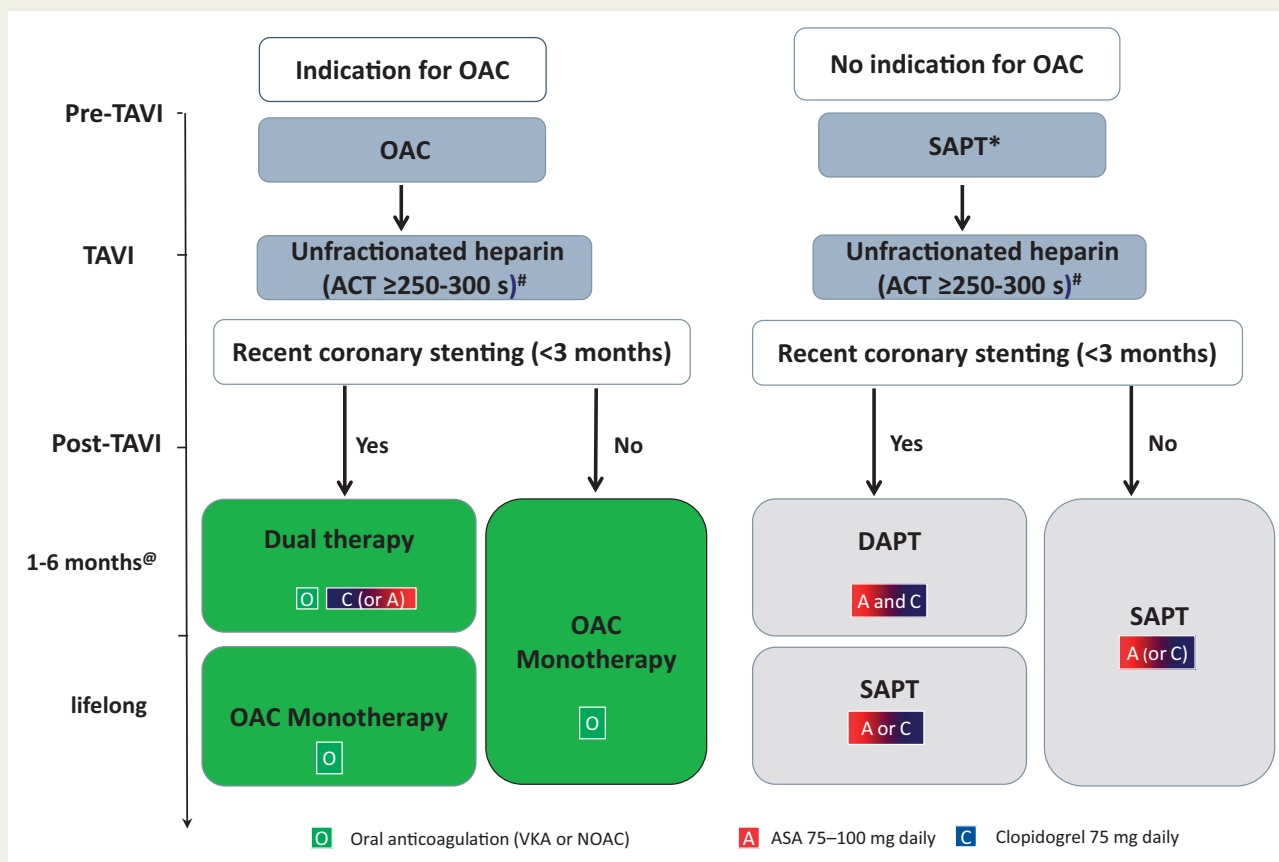 Indication for OAC
No indication for OAC
Pre-TAVI
OAC
SAPT*
TAVI
Unfractionated heparin
(ACT ≥250-300 s)#
Unfractionated heparin
(ACT ≥250-300 s)#
Recent coronary stenting (<3 months)
Recent coronary stenting (<3 months)
Post-TAVI
Yes
No
Yes
No
1-6 months@
Dual therapy
O C (or A)
OAC
Monotherapy
O
DAPT
A and C
SAPT
A (or C)
lifelong
OAC Monotherapy
O
SAPT
A or C
O Oral anticoagulation (VKA or NOAC)
A ASA 75–100 mg daily
C Clopidogrel 75 mg daily